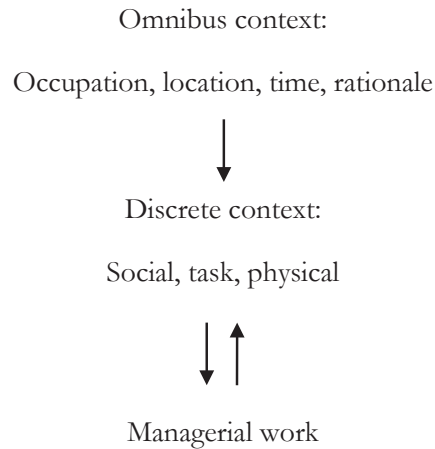 Omnibus context:
Occupation, location, time, rationale
Discrete context:
Social, task, physical
Managerial work